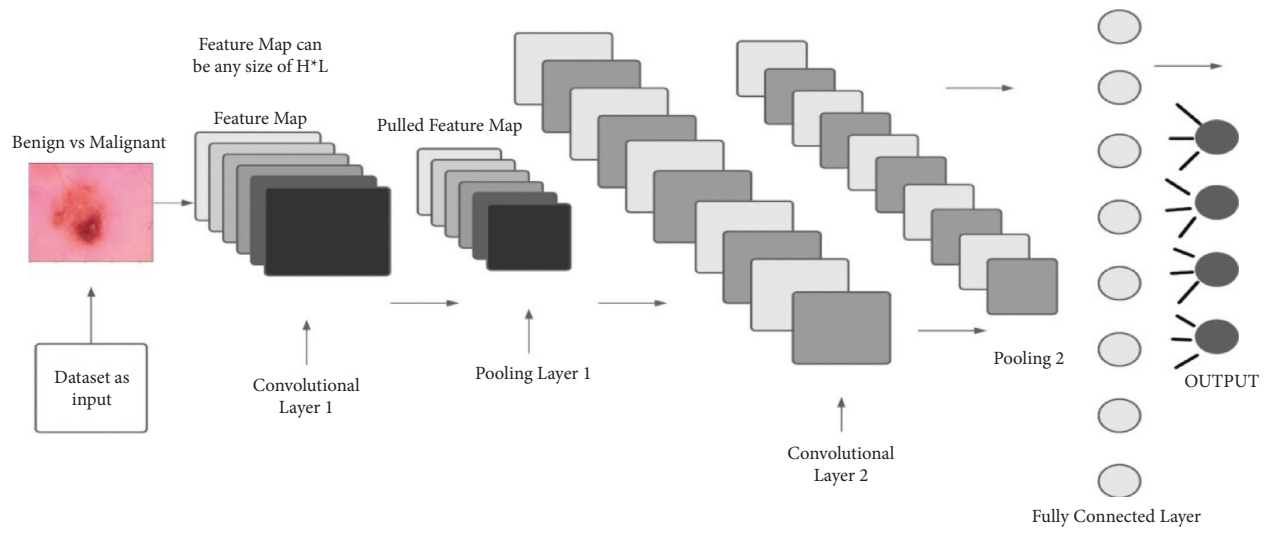 Feature Map can
be any size of H*L
Benign vs Malignant
Feature Map
Pulled Feature Map
Dataset as
input
Convolutional
Layer 1
Pooling Layer 1
Convolutional
Layer 2
Pooling 2
OUTPUT
Fully Connected Layer